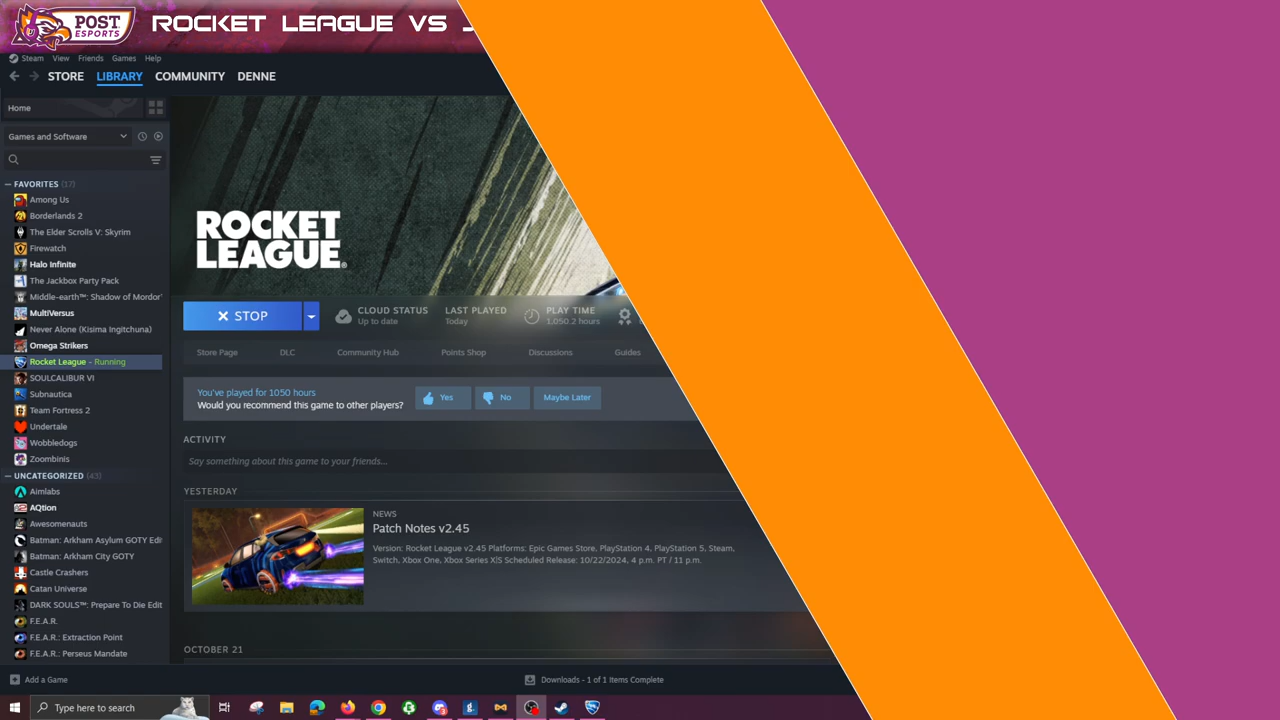 POST
ESPORTS
ROCKET LEAGUE VS
Steam View Friends Games Help
STORE LIBRARY COMMUNITY DENNE
Home
Games and Software
FAVORITES (17)
Among Us
Borderlands 2
The Elder Scrolls V: Skyrim
Firewatch
Halo Infinite
The Jackbox Party Pack
Middle-earth™: Shadow of Mordor
MultiVersus
Never Alone (Kisima Ingitchuna)
Omega Strikers
Rocket League - Running
SOULCALIBUR VI
Subnautica
Team Fortress 2
Undertale
Wobbledogs
Zoombinis
UNCATEGORIZED (43)
Aimlabs
AQtion
Awesomenauts
Batman: Arkham Asylum GOTY Edi
Batman: Arkham City GOTY
Castle Crashers
Catan Universe
DARK SOULS™: Prepare To Die Edit
F.E.A.R.
F.E.A.R.: Extraction Point
F.E.A.R.: Perseus Mandate
ROCKET
LEAGUE®
STOP
CLOUD STATUS
Up to date
LAST PLAYED
Today
PLAY TIME
1,050.2 hours
Store Page DLC Community Hub Points Shop Discussions Guides
You've played for 1050 hours
Would you recommend this game to other players?
Yes No Maybe Later
ACTIVITY
Say something about this game to your friends...
YESTERDAY
NEWS
Patch Notes v2.45
Version: Rocket League v2.45 Platforms: Epic Games Store, PlayStation 4, PlayStation 5, Steam,
Switch, Xbox One, Xbox Series X|S Scheduled Release: 10/22/2024, 4 p.m. PT / 11 p.m.
OCTOBER 21
Add a Game
Downloads - 1 of 1 Items Complete
Type here to search